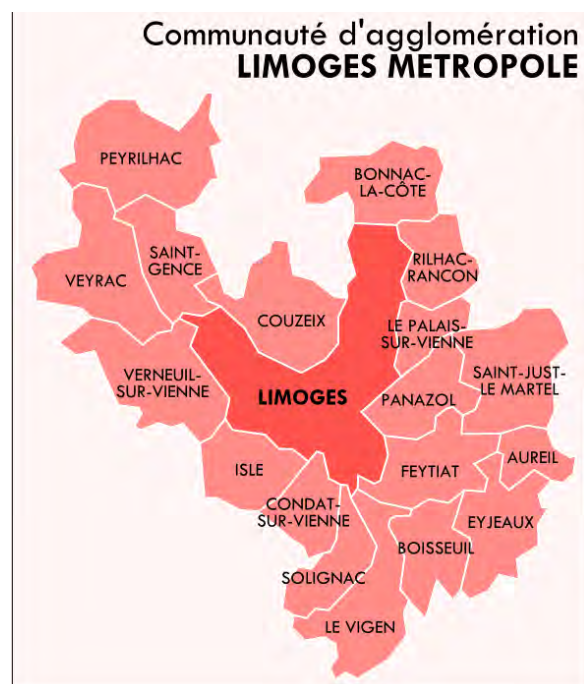 Communauté d'agglomération
LIMOGES METROPOLE
PEYRILHAC
BONNAC-
LA-CÔTE
SAINT-
GENCE
VEYRAC
RILHAC-
RANCON
COUZEIX
LE PALAIS-
SUR-VIENNE
VERNEUIL-
SUR-VIENNE
SAINT-JUST-
LE MARTEL
LIMOGES
PANAZOL
ISLE
FEYTIAT
AUREIL
CONDAT-
SUR-VIENNE
EYJEAUX
BOISSEUIL
SOLIGNAC
LE VIGEN